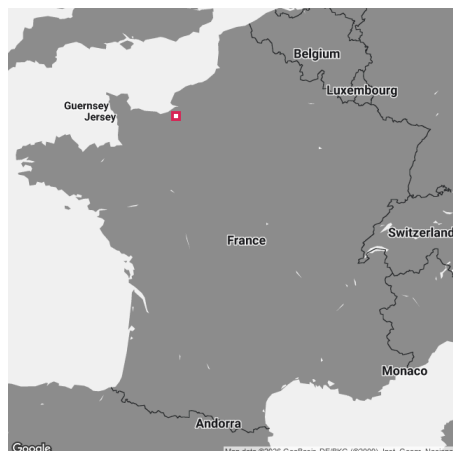 Belgium
Luxembourg
Guernsey
Jersey
Switzerland
France
Monaco
Andorra
Google